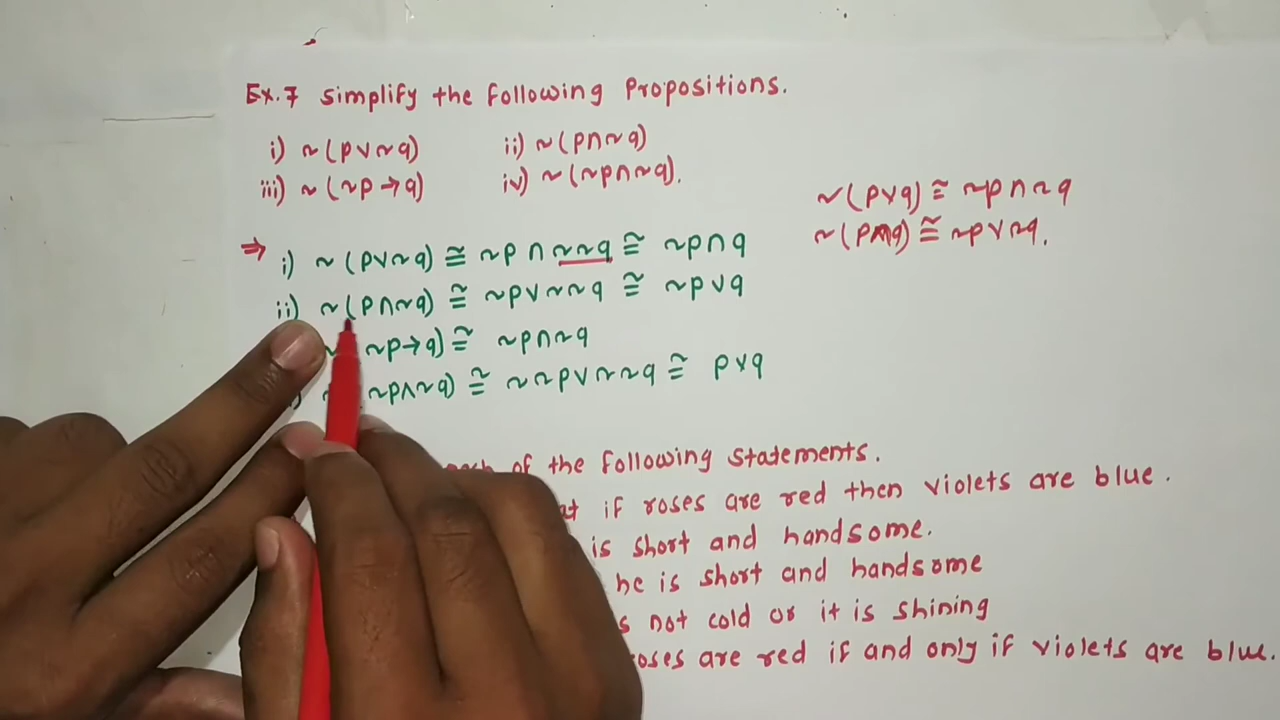 Ex.7 Simplify the Following Propositions.
i) ~(p∨~q) ii) ~(p∩~q)
iii) ~(~p→q) iv) ~(~p∩~q).
~(p∨q) ≅ ~p∩~q
~(p∧q) ≅ ~p∨~q.
⇒ i) ~(p∨~q) ≅ ~p∩~~q ≅ ~p∩q
ii) ~(p∩~q) ≅ ~p∨~~q ≅ ~p∨q
~p→q) ≅ ~p∩~q
~p∧~q) ≅ ~~p∨~~q ≅ p∨q
of the following statements.
if roses are red then violets are blue.
is short and handsome.
he is short and handsome
not cold or it is shining
roses are red if and only if violets are blue.